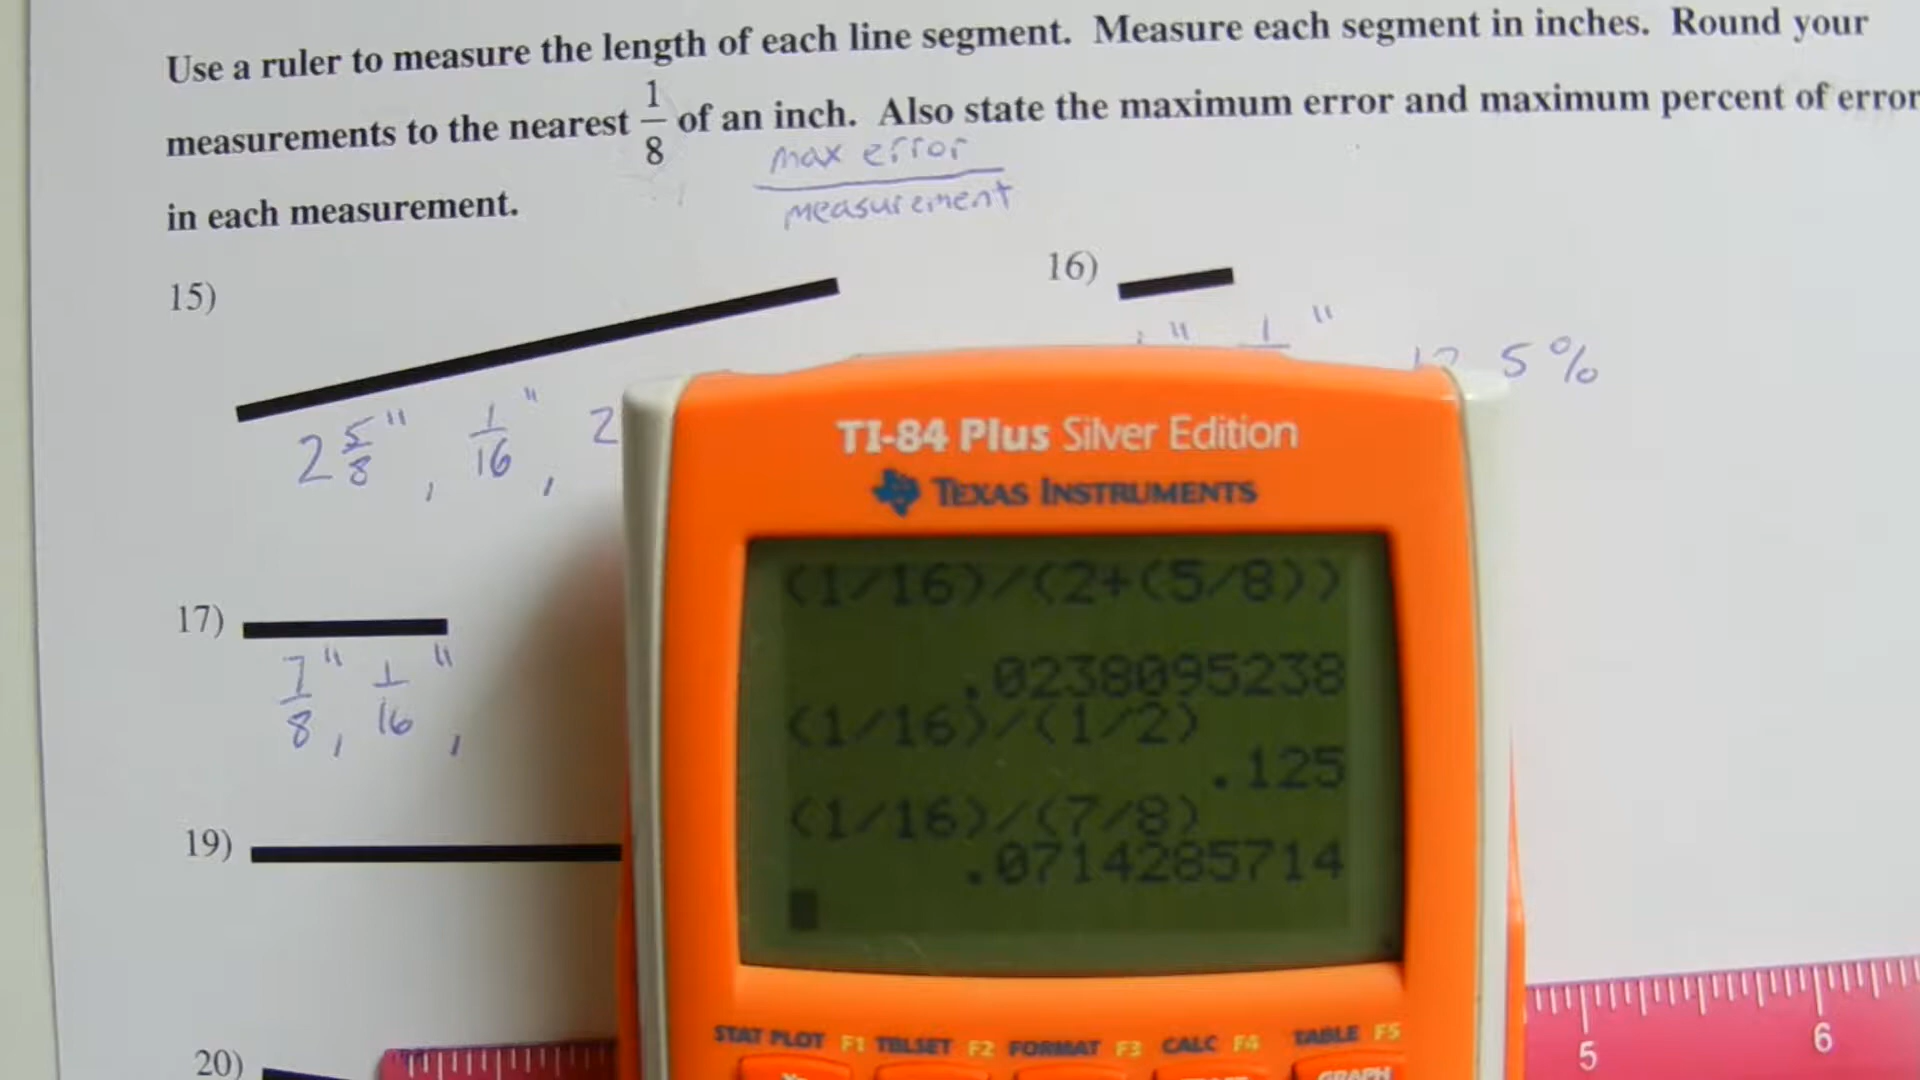 Use a ruler to measure the length of each line segment. Measure each segment in inches. Round your
measurements to the nearest 1/8 of an inch. Also state the maximum error and maximum percent of error
in each measurement.
max error
measurement
15)
2 5/8", 1/16", 2
16)
1
"
5%
17)
7/8", 1/16",
19)
20)
TI-84 Plus Silver Edition
TEXAS INSTRUMENTS
(1/16)/(2+(5/8))
.0238095238
(1/16)/(1/2)
.125
(1/16)/(7/8)
.0714285714
STAT PLOT F1 TBLSET F2 FORMAT F3 CALC F4 TABLE F5
GRAPH
5 6